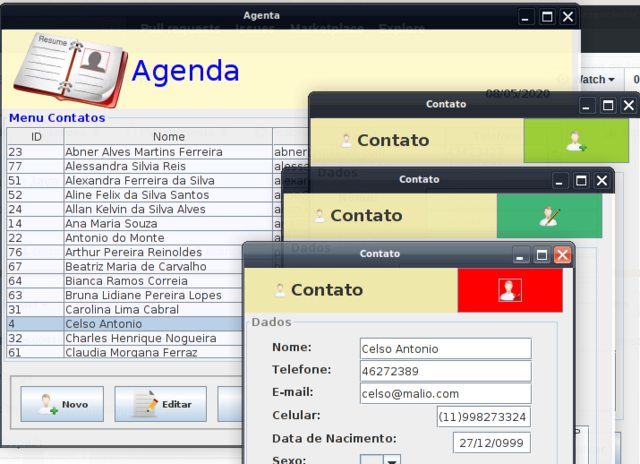 Agenta
Pull requests Issues Marketplace Explore
Resume
Agenda
Watch
08/05/2020
Menu Contatos
ID Nome
23 Abner Alves Martins Ferreira abner
77 Alessandra Silvia Reis aless
51 Alexandra Ferreira da Silva
52 Aline Felix da Silva Santos
24 Allan Kelvin da Silva Alves
14 Ana Maria Souza
22 Antonio do Monte
76 Arthur Pereira Reinoldes
67 Beatriz Maria de Carvalho
64 Bianca Ramos Correia
63 Bruna Lidiane Pereira Lopes
31 Carolina Lima Cabral
4 Celso Antonio
32 Charles Henrique Nogueira
61 Claudia Morgana Ferraz
Novo
Editar
Contato
Contato
Dados
Contato
Contato
Dados
Contato
Contato
Dados
Nome: Celso Antonio
Telefone: 46272389
E-mail: celso@malio.com
Celular: (11)998273324
Data de Nascimento: 27/12/0999
Sexo: